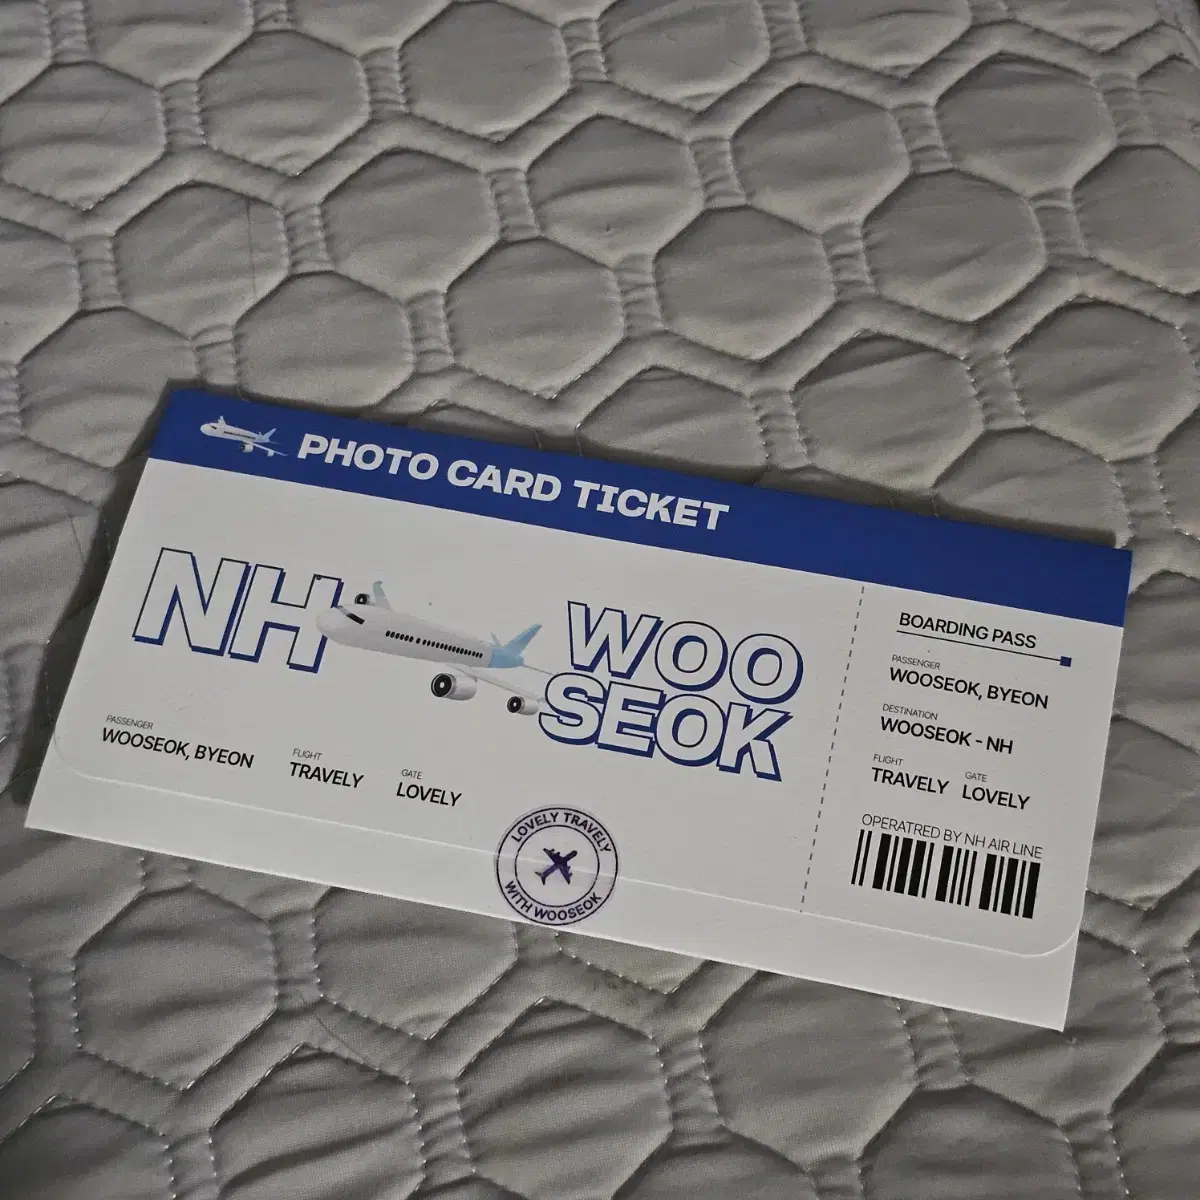 PHOTO CARD TICKET
NH
WOO
SEOK
PASSENGER
WOOSEOK, BYEON
FLIGHT
TRAVELY
GATE
LOVELY
LOVELY TRAVELY
WITH WOOSEOK
BOARDING PASS
PASSENGER
WOOSEOK, BYEON
DESTINATION
WOOSEOK - NH
FLIGHT GATE
TRAVELY LOVELY
OPERATRED BY NH AIR LINE